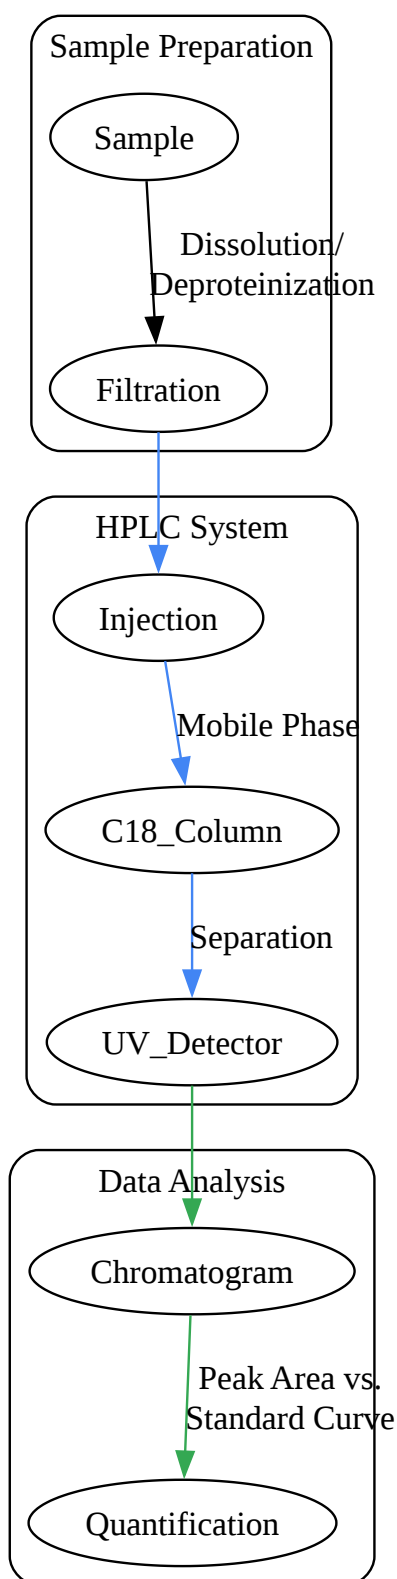 Sample Preparation
Sample
Dissolution/
Deproteinization
Filtration
HPLC System
Injection
Mobile Phase
C18_Column
Separation
UV_Detector
Data Analysis
Chromatogram
Peak Area vs.
Standard Curve
Quantification